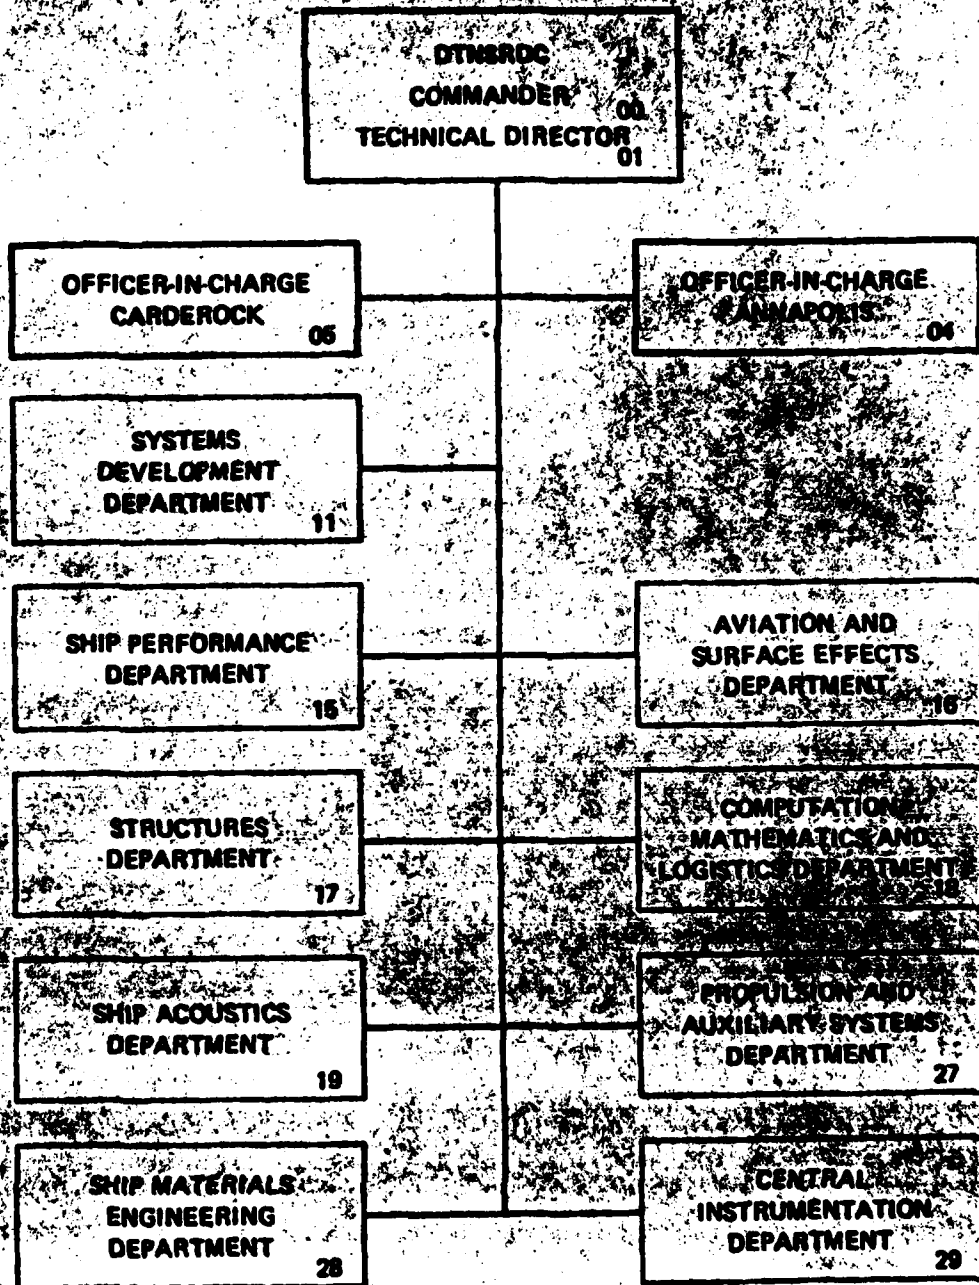 DTNSRDC
COMMANDER 00
TECHNICAL DIRECTOR 01
OFFICER-IN-CHARGE
CARDEROCK
05
OFFICER-IN-CHARGE
ANNAPOLIS
04
SYSTEMS
DEVELOPMENT
DEPARTMENT
11
SHIP PERFORMANCE
DEPARTMENT
15
AVIATION AND
SURFACE EFFECTS
DEPARTMENT
16
STRUCTURES
DEPARTMENT
17
COMPUTATION,
MATHEMATICS AND
LOGISTICS DEPARTMENT
18
SHIP ACOUSTICS
DEPARTMENT
19
PROPULSION AND
AUXILIARY SYSTEMS
DEPARTMENT
27
SHIP MATERIALS
ENGINEERING
DEPARTMENT
28
CENTRAL
INSTRUMENTATION
DEPARTMENT
29